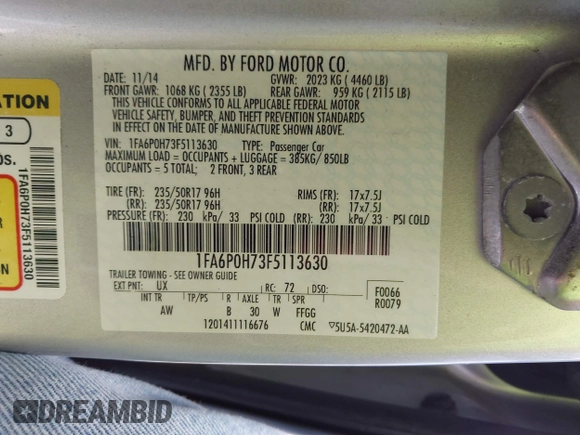 MFD. BY FORD MOTOR CO.
11/14 GVWR: 2023 KG ( 4460 LB)
FRONT GAWR: 1068 KG ( 2355 LB) REAR GAWR: 959 KG ( 2115 LB)
THIS VEHICLE CONFORMS TO ALL APPLICABLE FEDERAL MOTOR
VEHICLE SAFETY, BUMPER, AND THEFT PREVENTION STANDARDS
IN EFFECT ON THE DATE OF MANUFACTURE SHOWN ABOVE.
VIN: 1FA6P0H73F5113630 TYPE: Passenger Car
MAXIMUM LOAD = OCCUPANTS + LUGGAGE = 385KG/ 850LB
OCCUPANTS = 5 TOTAL; 2 FRONT, 3 REAR
TIRE (FR): 235/50R17 96H RIMS (FR): 17x7.5J
(RR): 235/50R17 96H (RR): 17x7.5J
PRESSURE (FR): 230 kPa/ 33 PSI COLD (RR): 230 kPa/ 33 PSI COLD
1FA6P0H73F5113630
TRAILER TOWING - SEE OWNER GUIDE
EXT PNT: UX RC: 72 DSO: F0066
INT TR TP/PS R AXLE TR SPR R0079
AW B 30 W FFGG
1201411116676 CMC ▽5U5A-5420472-AA
ATION
3
os.
1FA6P0H73F5113630
DREAMBID